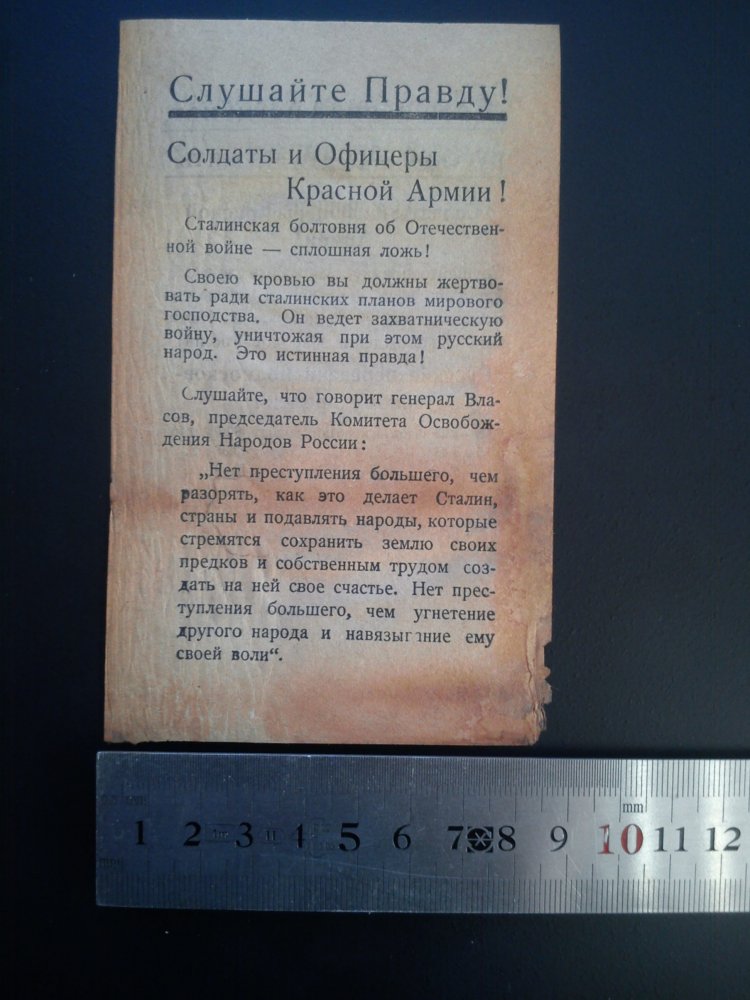 Слушайте Правду!
Солдаты и Офицеры
Красной Армии!
Сталинская болтовня об Отечествен-
ной войне — сплошная ложь!
Своею кровью вы должны жертво-
вать ради сталинских планов мирового
господства. Он ведет захватническую
войну, уничтожая при этом русский
народ. Это истинная правда!
Слушайте, что говорит генерал Вла-
сов, председатель Комитета Освобож-
дения Народов России:
„Нет преступления большего, чем
разорять, как это делает Сталин,
страны и подавлять народы, которые
стремятся сохранить землю своих
предков и собственным трудом соз-
дать на ней свое счастье. Нет прес-
тупления большего, чем угнетение
другого народа и навязывание ему
своей воли“.
mm
1 2 3 4 5 6 7 8 9 10 11 12